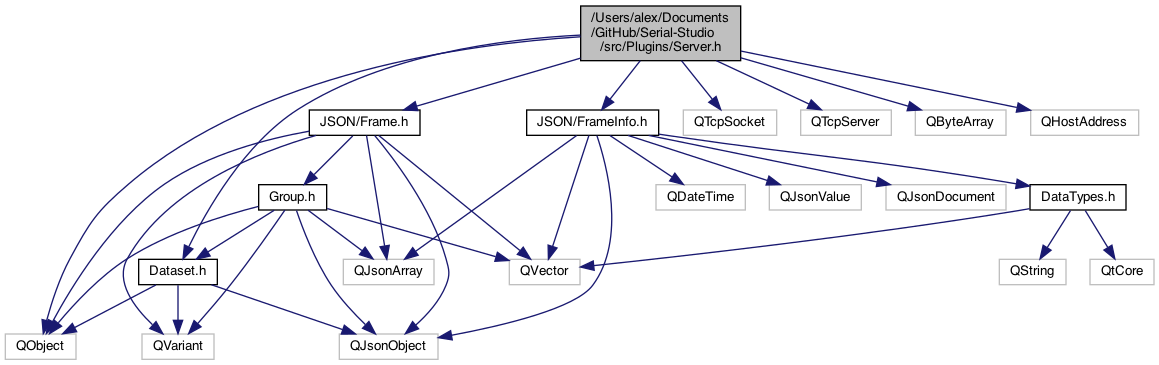 /Users/alex/Documents
/GitHub/Serial-Studio
/src/Plugins/Server.h
JSON/Frame.h
JSON/FrameInfo.h
QTcpSocket
QTcpServer
QByteArray
QHostAddress
Group.h
QDateTime
QJsonValue
QJsonDocument
DataTypes.h
Dataset.h
QJsonArray
QVector
QString
QtCore
QObject
QVariant
QJsonObject